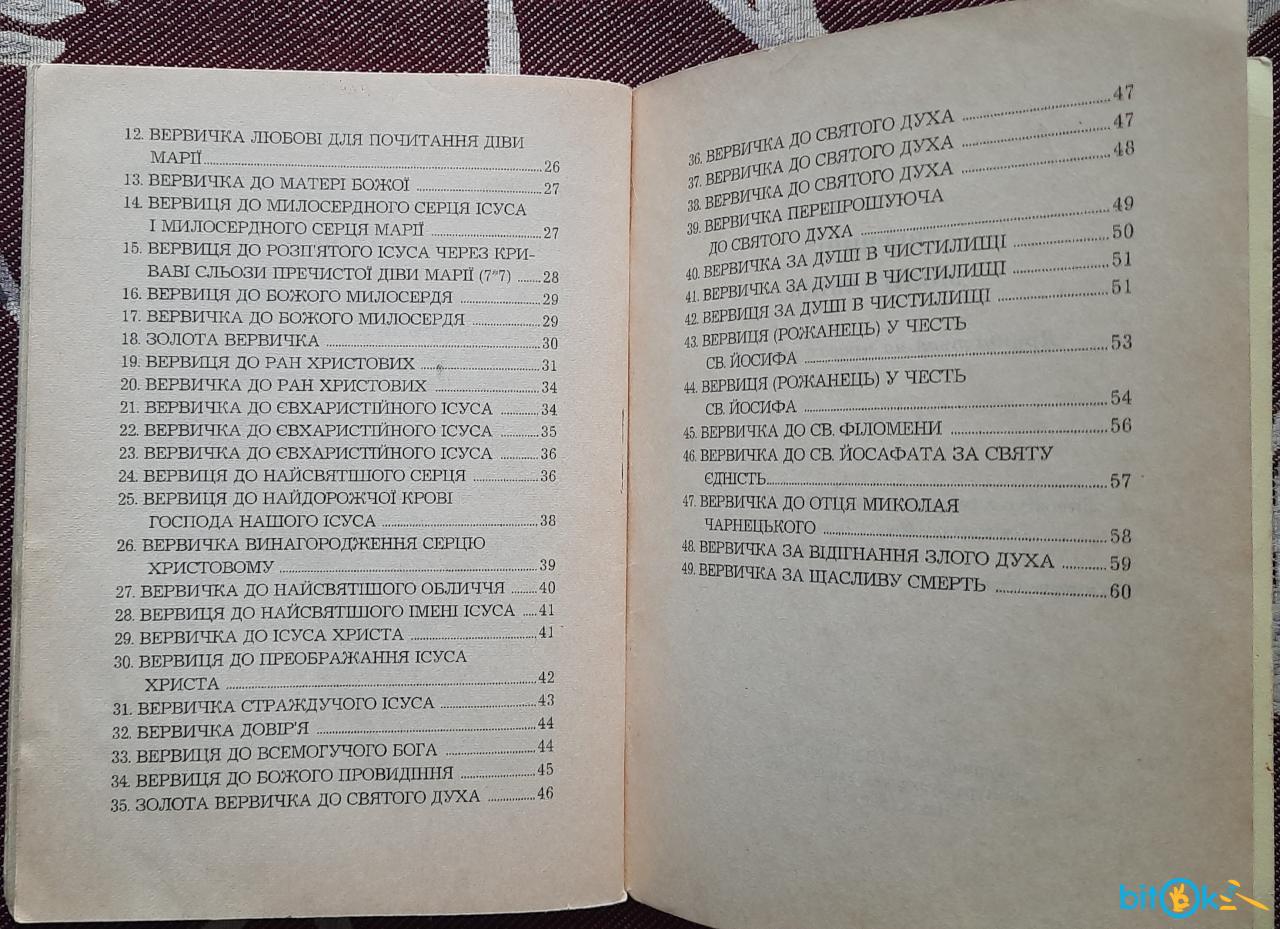 12. ВЕРВИЧКА ЛЮБОВІ ДЛЯ ПОЧИТАННЯ ДІВИ
МАРІЇ.....26
13. ВЕРВИЧКА ДО МАТЕРІ БОЖОЇ .....27
14. ВЕРВИЦЯ ДО МИЛОСЕРДНОГО СЕРЦЯ ІСУСА
І МИЛОСЕРДНОГО СЕРЦЯ МАРІЇ .....27
15. ВЕРВИЦЯ ДО РОЗП'ЯТОГО ІСУСА ЧЕРЕЗ КРИ-
ВАВІ СЛЬОЗИ ПРЕЧИСТОЇ ДІВИ МАРІЇ (7"7) .....28
16. ВЕРВИЦЯ ДО БОЖОГО МИЛОСЕРДЯ .....29
17. ВЕРВИЧКА ДО БОЖОГО МИЛОСЕРДЯ .....29
18. ЗОЛОТА ВЕРВИЧКА .....30
19. ВЕРВИЦЯ ДО РАН ХРИСТОВИХ .....31
20. ВЕРВИЧКА ДО РАН ХРИСТОВИХ .....34
21. ВЕРВИЧКА ДО ЄВХАРИСТІЙНОГО ІСУСА .....34
22. ВЕРВИЧКА ДО ЄВХАРИСТІЙНОГО ІСУСА .....35
23. ВЕРВИЧКА ДО ЄВХАРИСТІЙНОГО ІСУСА .....36
24. ВЕРВИЦЯ ДО НАЙСВЯТІШОГО СЕРЦЯ .....36
25. ВЕРВИЦЯ ДО НАЙДОРОЖЧОЇ КРОВІ
ГОСПОДА НАШОГО ІСУСА .....38
26. ВЕРВИЧКА ВИНАГОРОДЖЕННЯ СЕРЦЮ
ХРИСТОВОМУ .....39
27. ВЕРВИЧКА ДО НАЙСВЯТІШОГО ОБЛИЧЧЯ .....40
28. ВЕРВИЦЯ ДО НАЙСВЯТІШОГО ІМЕНІ ІСУСА .....41
29. ВЕРВИЧКА ДО ІСУСА ХРИСТА .....41
30. ВЕРВИЦЯ ДО ПРЕОБРАЖАННЯ ІСУСА
ХРИСТА .....42
31. ВЕРВИЧКА СТРАЖДУЧОГО ІСУСА .....43
32. ВЕРВИЧКА ДОВІР'Я .....44
33. ВЕРВИЦЯ ДО ВСЕМОГУЧОГО БОГА .....44
34. ВЕРВИЦЯ ДО БОЖОГО ПРОВИДІННЯ .....45
35. ЗОЛОТА ВЕРВИЧКА ДО СВЯТОГО ДУХА .....46
36. ВЕРВИЧКА ДО СВЯТОГО ДУХА .....47
37. ВЕРВИЧКА ДО СВЯТОГО ДУХА .....47
38. ВЕРВИЧКА ДО СВЯТОГО ДУХА .....48
39. ВЕРВИЧКА ПЕРЕПРОШУЮЧА
ДО СВЯТОГО ДУХА .....49
40. ВЕРВИЧКА ЗА ДУШІ В ЧИСТИЛИЩІ .....50
41. ВЕРВИЧКА ЗА ДУШІ В ЧИСТИЛИЩІ .....51
42. ВЕРВИЦЯ ЗА ДУШІ В ЧИСТИЛИЩІ .....51
43. ВЕРВИЦЯ (РОЖАНЕЦЬ) У ЧЕСТЬ
СВ. ЙОСИФА .....53
44. ВЕРВИЦЯ (РОЖАНЕЦЬ) У ЧЕСТЬ
СВ. ЙОСИФА .....54
45. ВЕРВИЧКА ДО СВ. ФІЛОМЕНИ .....56
46. ВЕРВИЧКА ДО СВ. ЙОСАФАТА ЗА СВЯТУ
ЄДНІСТЬ.....57
47. ВЕРВИЧКА ДО ОТЦЯ МИКОЛАЯ
ЧАРНЕЦЬКОГО .....58
48. ВЕРВИЧКА ЗА ВІДІГНАННЯ ЗЛОГО ДУХА .....59
49. ВЕРВИЧКА ЗА ЩАСЛИВУ СМЕРТЬ .....60